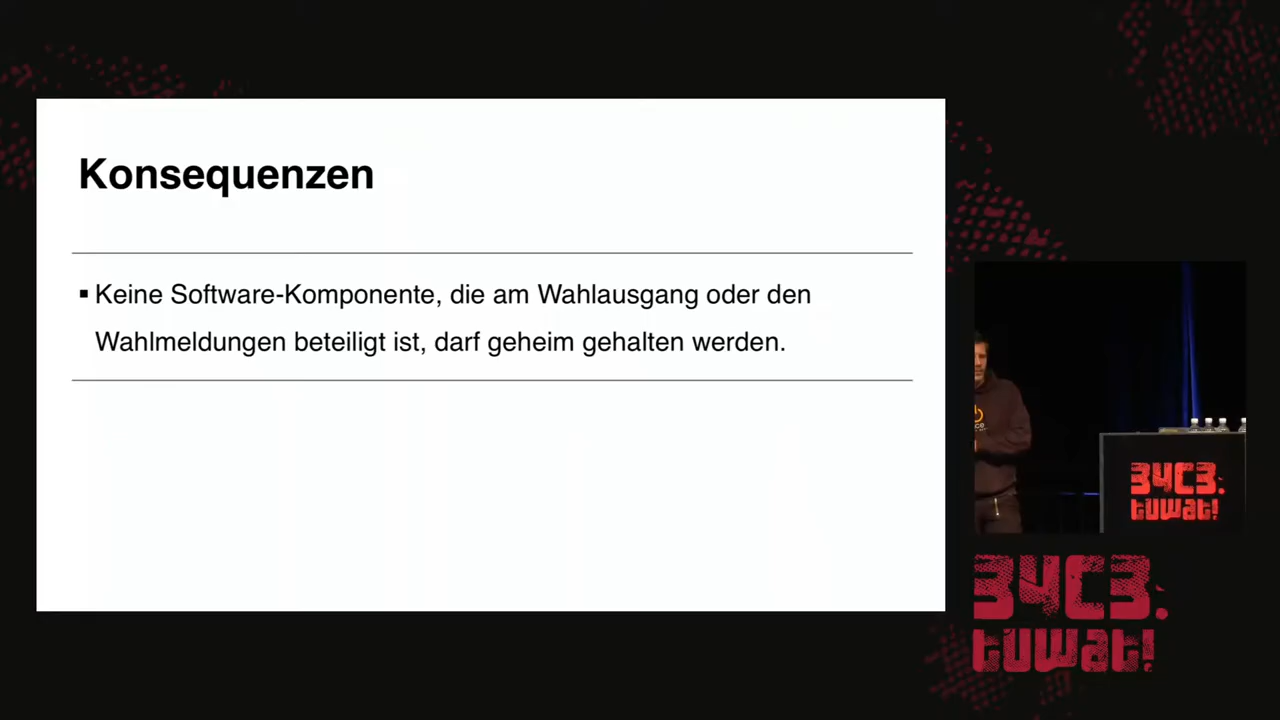 Konsequenzen
▪ Keine Software-Komponente, die am Wahlausgang oder den
Wahlmeldungen beteiligt ist, darf geheim gehalten werden.
34C3.
tuwat!
34C3.
tuwat!